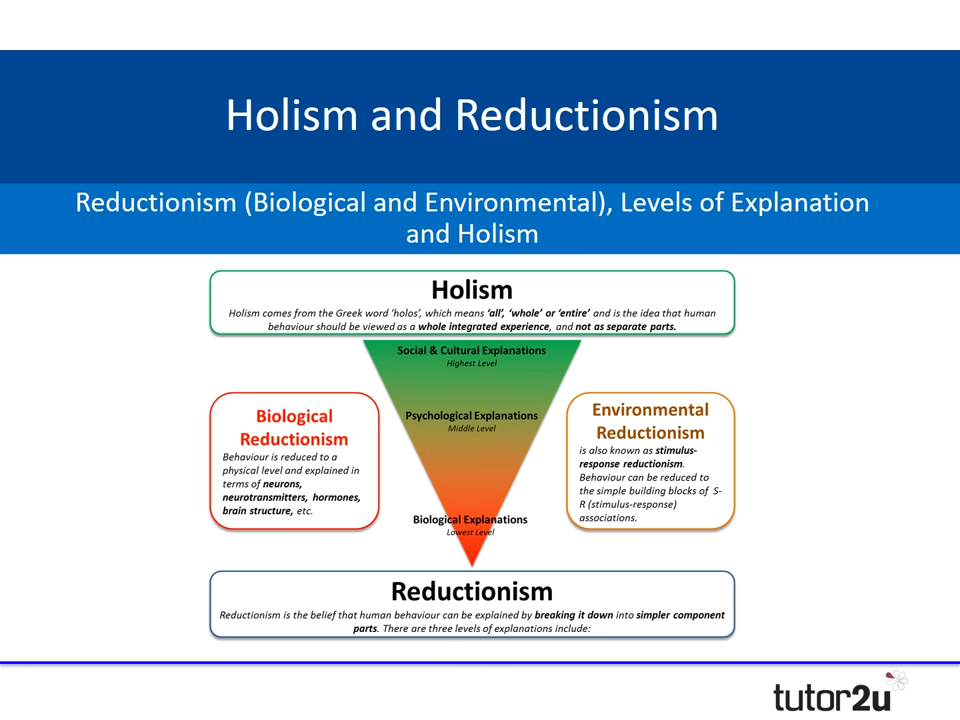 Holism and Reductionism
Reductionism (Biological and Environmental), Levels of Explanation
and Holism
Holism
Holism comes from the Greek word ‘holos’, which means ‘all’, ‘whole’ or ‘entire’ and is the idea that human
behaviour should be viewed as a whole integrated experience, and not as separate parts.
Social & Cultural Explanations
Highest Level
Psychological Explanations
Middle Level
Biological Explanations
Lowest Level
Biological
Reductionism
Behaviour is reduced to a
physical level and explained in
terms of neurons,
neurotransmitters, hormones,
brain structure, etc.
Environmental
Reductionism
is also known as stimulus-
response reductionism.
Behaviour can be reduced to
the simple building blocks of S-
R (stimulus-response)
associations.
Reductionism
Reductionism is the belief that human behaviour can be explained by breaking it down into simpler component
parts. There are three levels of explanations include:
tutor2u